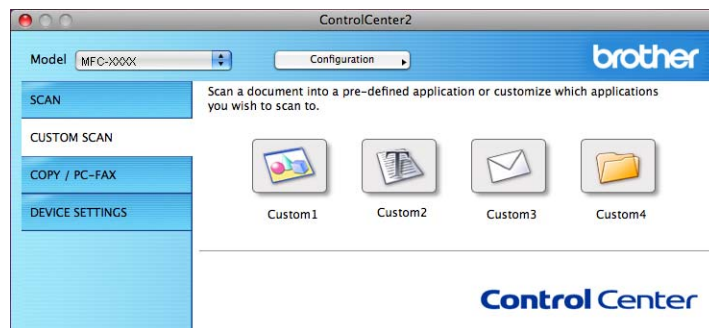 ControlCenter2
Model MFC-XXXX Configuration brother
SCAN
CUSTOM SCAN
COPY / PC-FAX
DEVICE SETTINGS
Scan a document into a pre-defined application or customize which applications
you wish to scan to.
T
Custom1 Custom2 Custom3 Custom4
Control Center